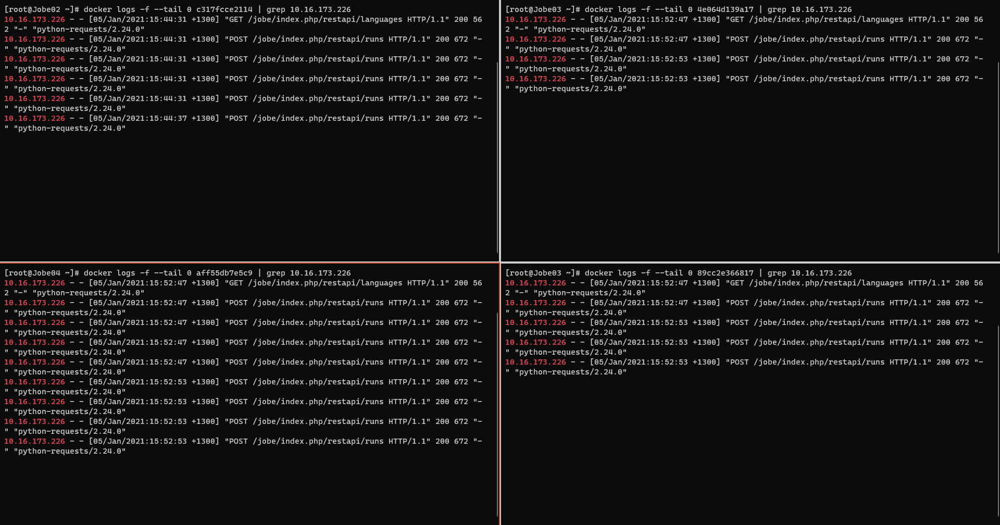 [root@Jobe02 ~]# docker logs -f --tail 0 c317fcce2114 | grep 10.16.173.226
10.16.173.226 - - [05/Jan/2021:15:44:31 +1300] "GET /jobe/index.php/restapi/languages HTTP/1.1" 200 56
2 "-" "python-requests/2.24.0"
10.16.173.226 - - [05/Jan/2021:15:44:31 +1300] "POST /jobe/index.php/restapi/runs HTTP/1.1" 200 672 "-
" "python-requests/2.24.0"
10.16.173.226 - - [05/Jan/2021:15:44:31 +1300] "POST /jobe/index.php/restapi/runs HTTP/1.1" 200 672 "-
" "python-requests/2.24.0"
10.16.173.226 - - [05/Jan/2021:15:44:31 +1300] "POST /jobe/index.php/restapi/runs HTTP/1.1" 200 672 "-
" "python-requests/2.24.0"
10.16.173.226 - - [05/Jan/2021:15:44:31 +1300] "POST /jobe/index.php/restapi/runs HTTP/1.1" 200 672 "-
" "python-requests/2.24.0"
10.16.173.226 - - [05/Jan/2021:15:44:37 +1300] "POST /jobe/index.php/restapi/runs HTTP/1.1" 200 672 "-
" "python-requests/2.24.0"
[root@Jobe03 ~]# docker logs -f --tail 0 4e064d139a17 | grep 10.16.173.226
10.16.173.226 - - [05/Jan/2021:15:52:47 +1300] "GET /jobe/index.php/restapi/languages HTTP/1.1" 200 56
2 "-" "python-requests/2.24.0"
10.16.173.226 - - [05/Jan/2021:15:52:47 +1300] "POST /jobe/index.php/restapi/runs HTTP/1.1" 200 672 "-
" "python-requests/2.24.0"
10.16.173.226 - - [05/Jan/2021:15:52:53 +1300] "POST /jobe/index.php/restapi/runs HTTP/1.1" 200 672 "-
" "python-requests/2.24.0"
10.16.173.226 - - [05/Jan/2021:15:52:53 +1300] "POST /jobe/index.php/restapi/runs HTTP/1.1" 200 672 "-
" "python-requests/2.24.0"
[root@Jobe04 ~]# docker logs -f --tail 0 aff55db7e5c9 | grep 10.16.173.226
10.16.173.226 - - [05/Jan/2021:15:52:47 +1300] "GET /jobe/index.php/restapi/languages HTTP/1.1" 200 56
2 "-" "python-requests/2.24.0"
10.16.173.226 - - [05/Jan/2021:15:52:47 +1300] "POST /jobe/index.php/restapi/runs HTTP/1.1" 200 672 "-
" "python-requests/2.24.0"
10.16.173.226 - - [05/Jan/2021:15:52:47 +1300] "POST /jobe/index.php/restapi/runs HTTP/1.1" 200 672 "-
" "python-requests/2.24.0"
10.16.173.226 - - [05/Jan/2021:15:52:47 +1300] "POST /jobe/index.php/restapi/runs HTTP/1.1" 200 672 "-
" "python-requests/2.24.0"
10.16.173.226 - - [05/Jan/2021:15:52:47 +1300] "POST /jobe/index.php/restapi/runs HTTP/1.1" 200 672 "-
" "python-requests/2.24.0"
10.16.173.226 - - [05/Jan/2021:15:52:53 +1300] "POST /jobe/index.php/restapi/runs HTTP/1.1" 200 672 "-
" "python-requests/2.24.0"
10.16.173.226 - - [05/Jan/2021:15:52:53 +1300] "POST /jobe/index.php/restapi/runs HTTP/1.1" 200 672 "-
" "python-requests/2.24.0"
10.16.173.226 - - [05/Jan/2021:15:52:53 +1300] "POST /jobe/index.php/restapi/runs HTTP/1.1" 200 672 "-
" "python-requests/2.24.0"
10.16.173.226 - - [05/Jan/2021:15:52:53 +1300] "POST /jobe/index.php/restapi/runs HTTP/1.1" 200 672 "-
" "python-requests/2.24.0"
[root@Jobe03 ~]# docker logs -f --tail 0 89cc2e366817 | grep 10.16.173.226
10.16.173.226 - - [05/Jan/2021:15:52:47 +1300] "GET /jobe/index.php/restapi/languages HTTP/1.1" 200 56
2 "-" "python-requests/2.24.0"
10.16.173.226 - - [05/Jan/2021:15:52:47 +1300] "POST /jobe/index.php/restapi/runs HTTP/1.1" 200 672 "-
" "python-requests/2.24.0"
10.16.173.226 - - [05/Jan/2021:15:52:53 +1300] "POST /jobe/index.php/restapi/runs HTTP/1.1" 200 672 "-
" "python-requests/2.24.0"
10.16.173.226 - - [05/Jan/2021:15:52:53 +1300] "POST /jobe/index.php/restapi/runs HTTP/1.1" 200 672 "-
" "python-requests/2.24.0"
10.16.173.226 - - [05/Jan/2021:15:52:53 +1300] "POST /jobe/index.php/restapi/runs HTTP/1.1" 200 672 "-
" "python-requests/2.24.0"